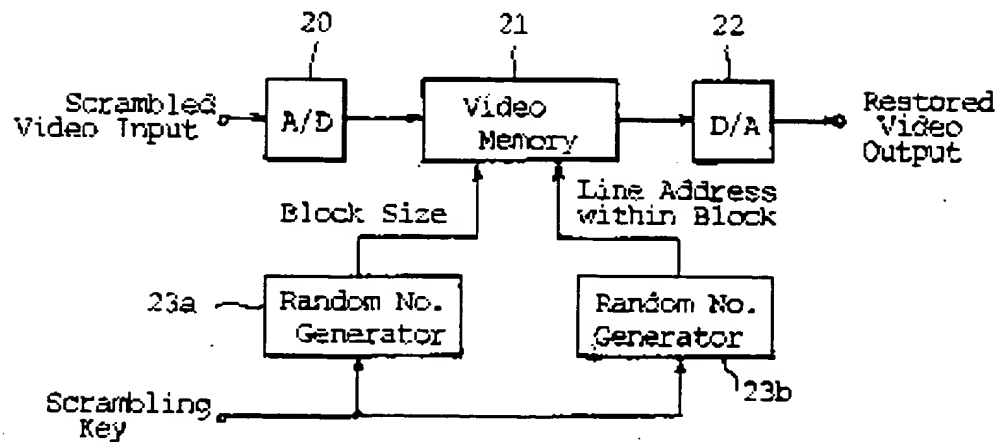 20
21
22
Scrambled
Video Input
A/D
Video
Memory
D/A
Restored
Video
Output
Block Size
Line Address
within Block
23a
Random No.
Generator
Random No.
Generator
23b
Scrambling
Key